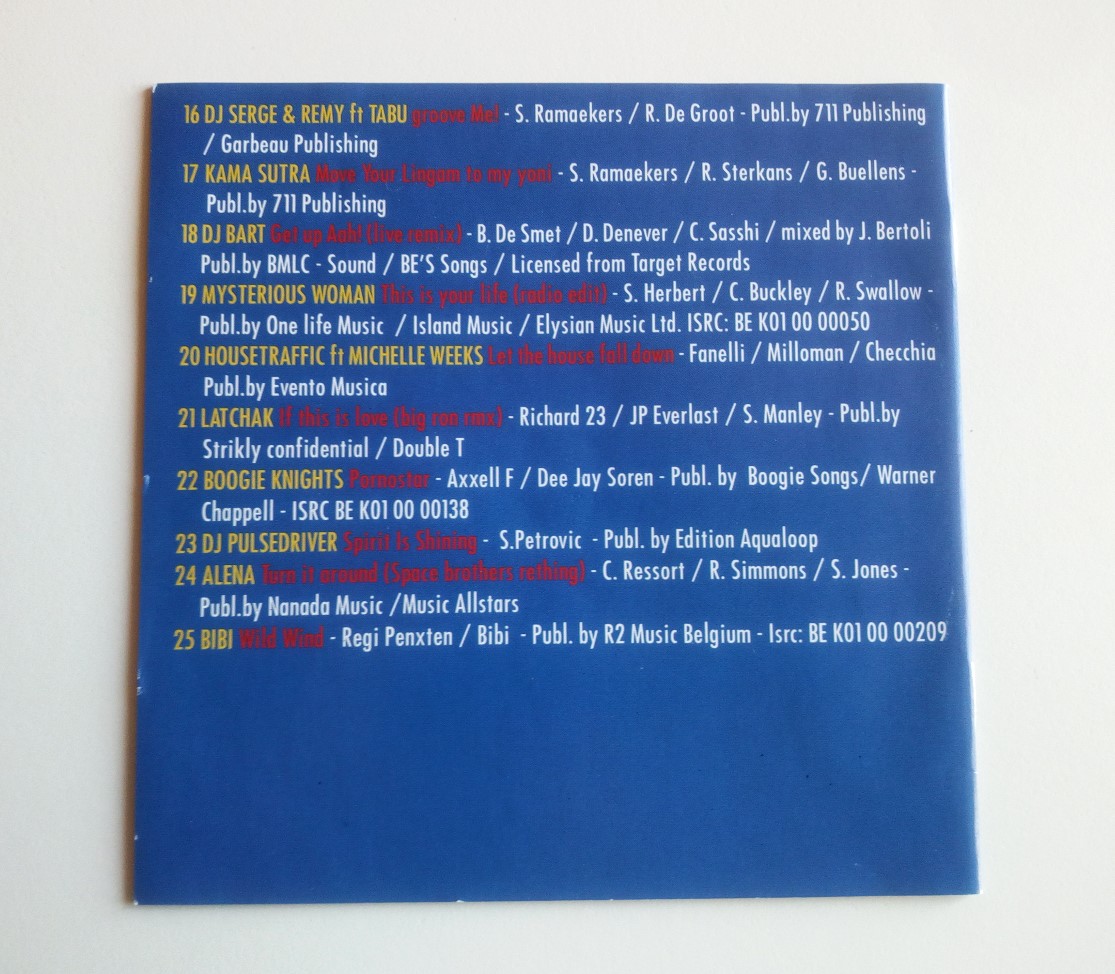 16 DJ SERGE & REMY ft TABU groove Me! - S. Ramaekers / R. De Groot - Publ.by 711 Publishing
/ Garbeau Publishing
17 KAMA SUTRA Move Your Lingam to my yoni - S. Ramaekers / R. Sterkans / G. Buellens -
Publ.by 711 Publishing
18 DJ BART Get up Aah! (live remix) - B. De Smet / D. Denever / C. Sasshi / mixed by J. Bertoli
Publ.by BMLC - Sound / BE'S Songs / Licensed from Target Records
19 MYSTERIOUS WOMAN This is your life (radio edit) - S. Herbert / C. Buckley / R. Swallow -
Publ.by One life Music / Island Music / Elysian Music Ltd. ISRC: BE K01 00 00050
20 HOUSETRAFFIC ft MICHELLE WEEKS Let the house fall down - Fanelli / Milloman / Checchia
Publ.by Evento Musica
21 LATCHAK If this is love (big ron rmx) - Richard 23 / JP Everlast / S. Manley - Publ.by
Strikly confidential / Double T
22 BOOGIE KNIGHTS Pornostar - Axxell F / Dee Jay Soren - Publ. by Boogie Songs/ Warner
Chappell - ISRC BE K01 00 00138
23 DJ PULSEDRIVER Spirit Is Shining - S.Petrovic - Publ. by Edition Aqualoop
24 ALENA Turn it around (Space brothers rething) - C. Ressort / R. Simmons / S. Jones -
Publ.by Nanada Music /Music Allstars
25 BIBI Wild Wind - Regi Penxten / Bibi - Publ. by R2 Music Belgium - Isrc: BE K01 00 00209